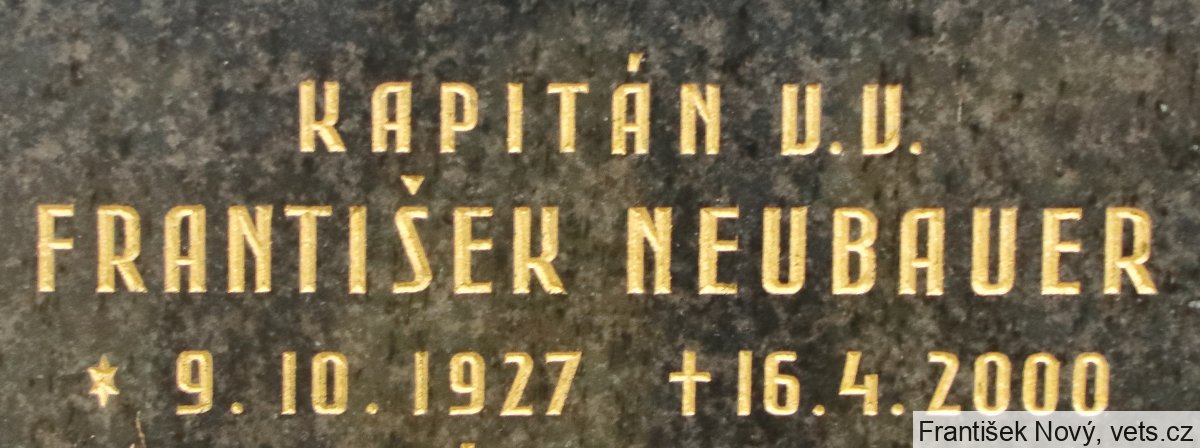 KAPITÁN V.V.
FRANTIŠEK NEUBAUER
* 9. 10. 1927 ✝ 16. 4. 2000
František Nový, vets.cz